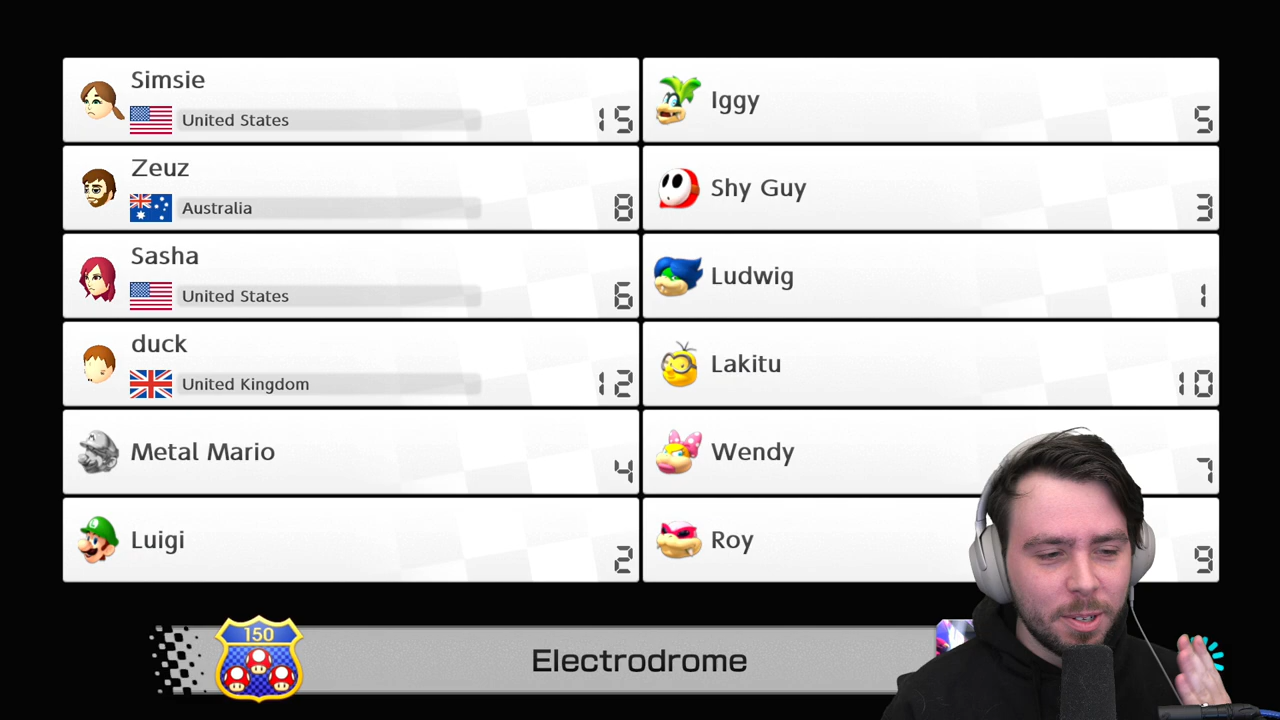 Simsie
United States
15
Zeuz
Australia
8
Sasha
United States
6
duck
United Kingdom
12
Metal Mario
4
Luigi
2
Iggy
5
Shy Guy
3
Ludwig
1
Lakitu
10
Wendy
7
Roy
9
150
Electrodrome